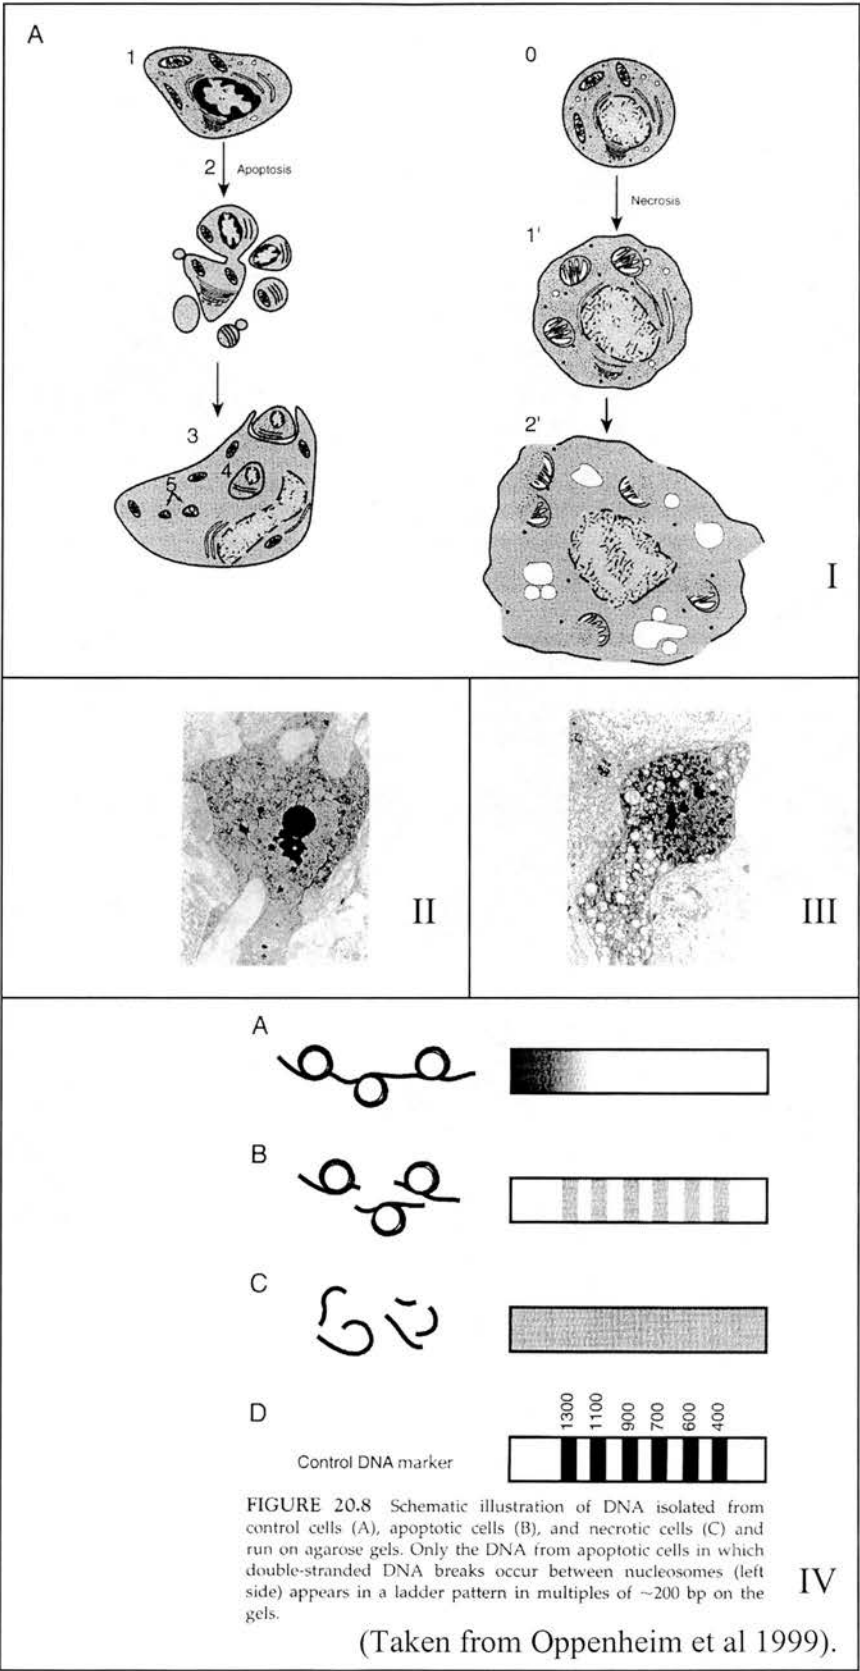 A
1
0
2 Apoptosis
Necrosis
1'
3
2'
4
5
I
II
III
A
B
C
D
1300 1100 900 700 600 400
Control DNA marker
FIGURE 20.8 Schematic illustration of DNA isolated from
control cells (A), apoptotic cells (B), and necrotic cells (C) and
run on agarose gels. Only the DNA from apoptotic cells in which
double-stranded DNA breaks occur between nucleosomes (left
side) appears in a ladder pattern in multiples of ~200 bp on the
gels.
IV
(Taken from Oppenheim et al 1999).